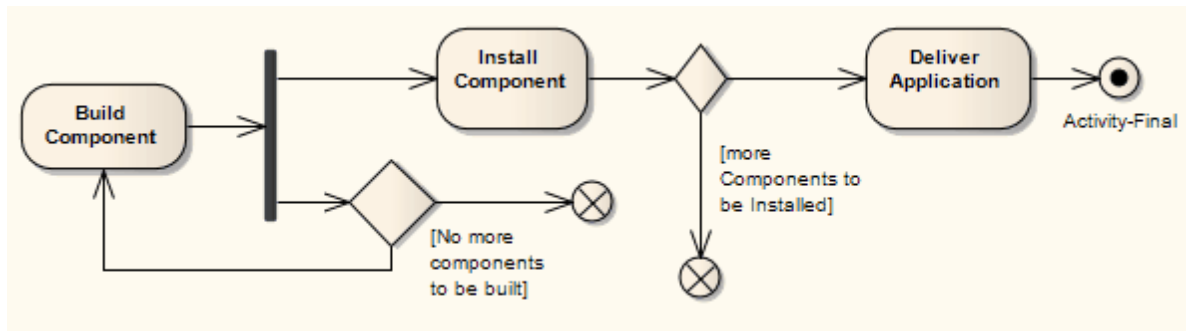 Build
Component
Install
Component
Deliver
Application
Activity-Final
[more
Components to
be Installed]
[No more
components
to be built]